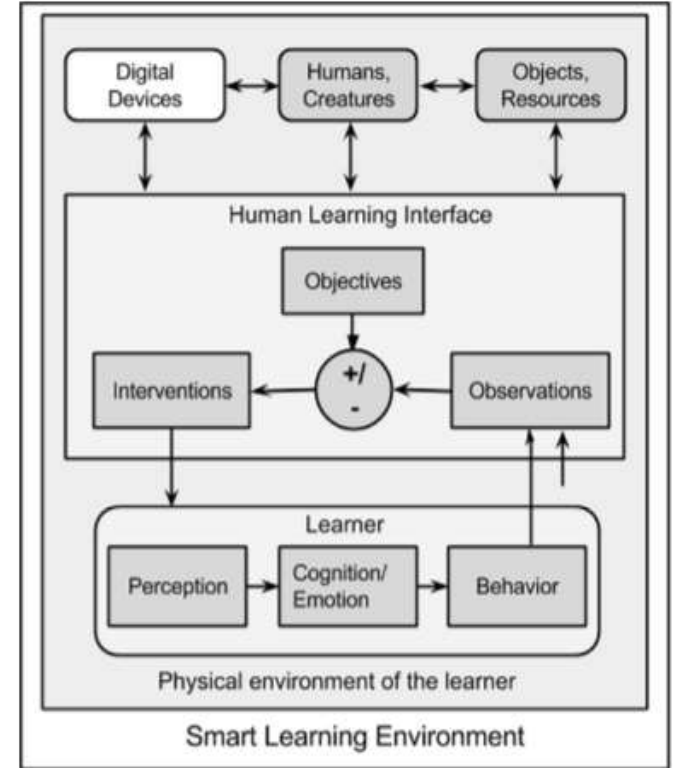 Digital
Devices
Humans,
Creatures
Objects,
Resources
Human Learning Interface
Objectives
Interventions
+/
-
Observations
Learner
Perception
Cognition/
Emotion
Behavior
Physical environment of the learner
Smart Learning Environment